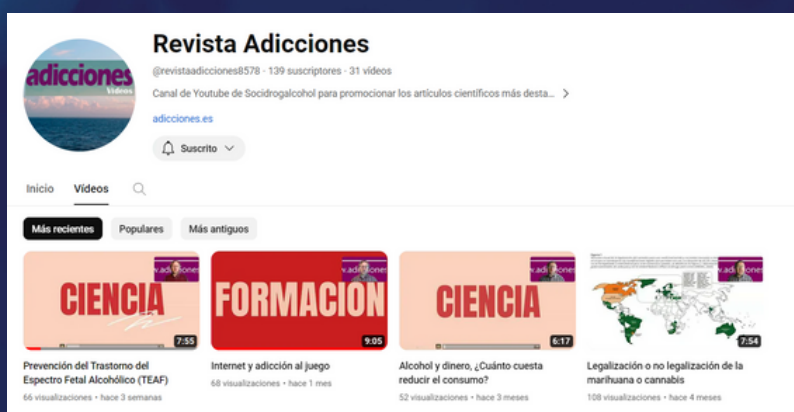 adicciones
Vídeos
Revista Adicciones
@revistaadicciones8578 · 139 suscriptores · 31 vídeos
Canal de Youtube de Socidrogalcohol para promocionar los artículos científicos más desta...
adicciones.es
Suscrito
Inicio Vídeos
Más recientes Populares Más antiguos
CIENCIA
7:55
FORMACION
9:05
CIENCIA
6:17
7:54
Prevención del Trastorno del
Espectro Fetal Alcohólico (TEAF)
66 visualizaciones • hace 3 semanas
Internet y adicción al juego
68 visualizaciones • hace 1 mes
Alcohol y dinero, ¿Cuánto cuesta
reducir el consumo?
52 visualizaciones • hace 3 meses
Legalización o no legalización de la
marihuana o cannabis
108 visualizaciones • hace 4 meses